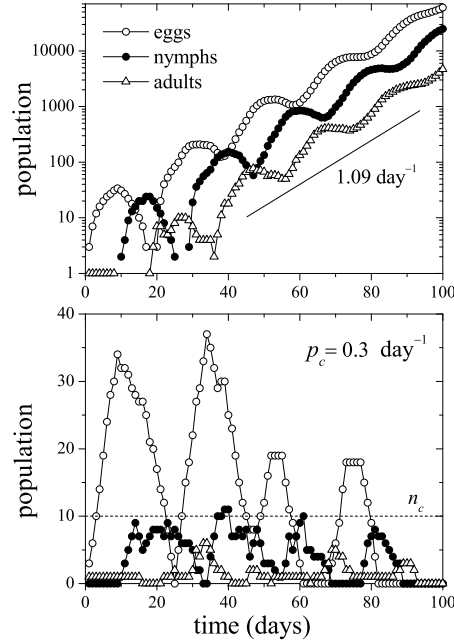 eggs
nymphs
adults
population
10000
1000
100
10
1
1.09 day⁻¹
0 20 40 60 80 100
40
30
20
10
0
population
p_c = 0.3 day⁻¹
n_c
0 20 40 60 80 100
time (days)